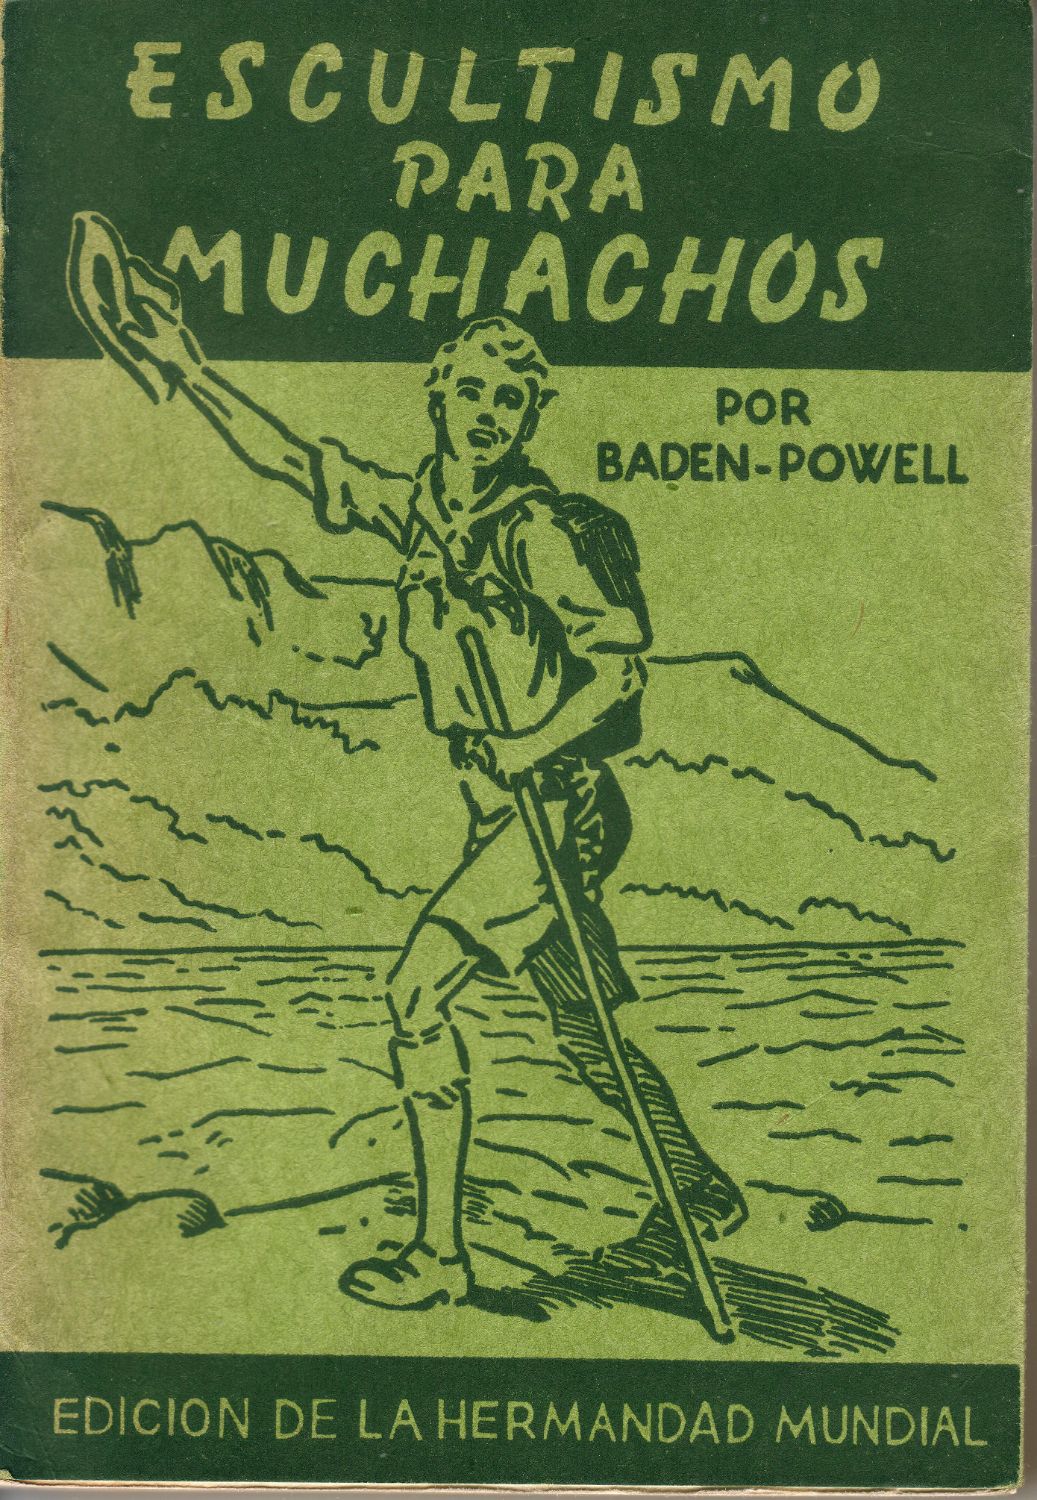 ESCULTISMO
PARA
MUCHACHOS
POR
BADEN-POWELL
EDICION DE LA HERMANDAD MUNDIAL